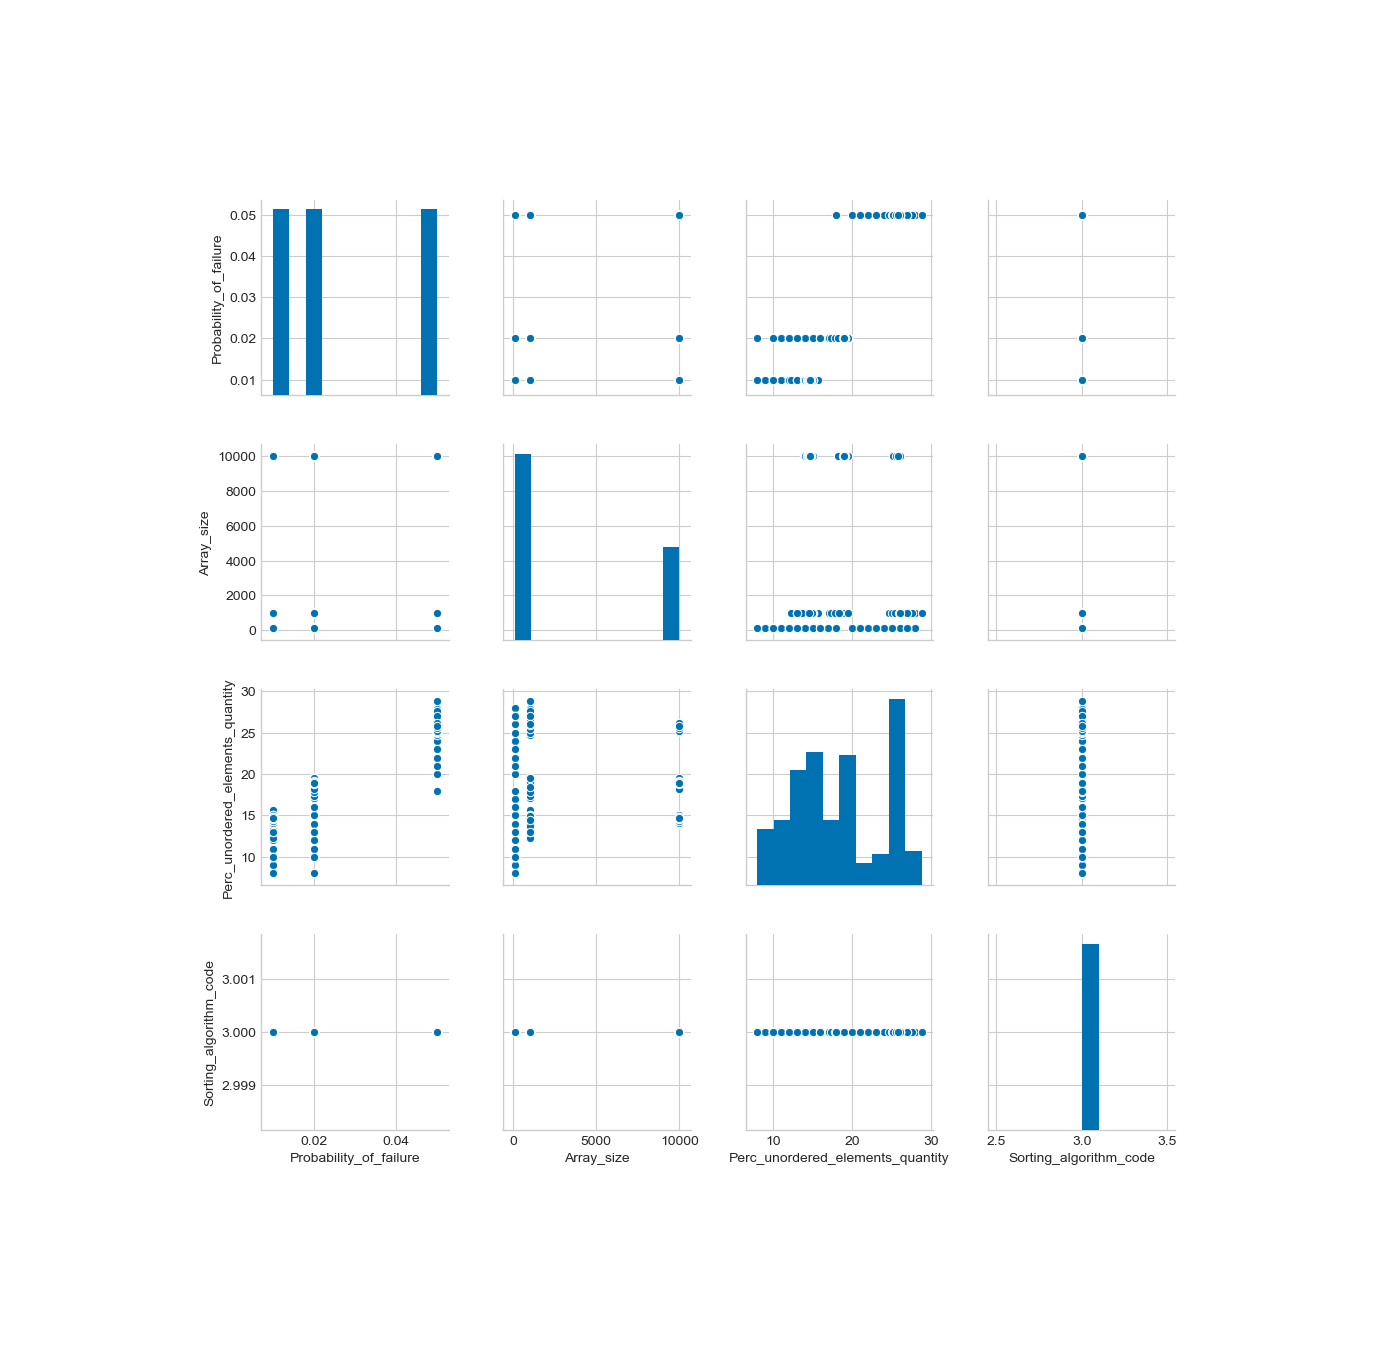 0.05
0.04
0.03
0.02
0.01
Probability_of_failure
10000
8000
6000
4000
2000
0
Array_size
30
25
20
15
10
Perc_unordered_elements_quantity
3.001
3.000
2.999
Sorting_algorithm_code
0.02 0.04
Probability_of_failure
0 5000 10000
Array_size
10 20 30
Perc_unordered_elements_quantity
2.5 3.0 3.5
Sorting_algorithm_code